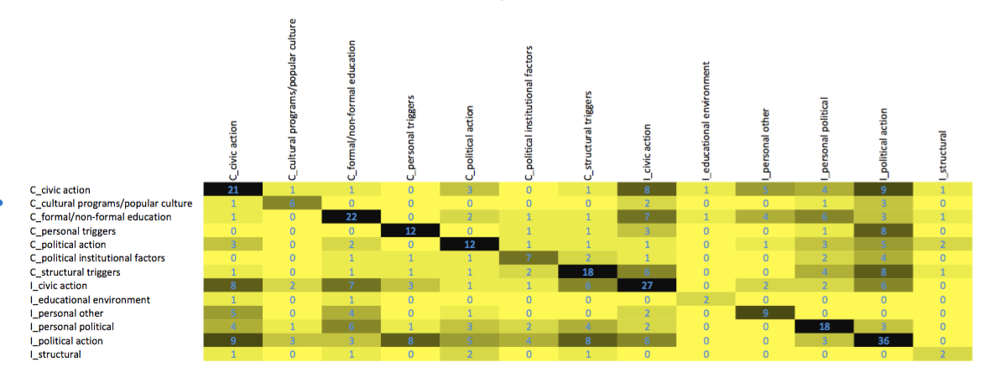 C_civic action
C_cultural programs/popular culture
C_formal/non-formal education
C_personal triggers
C_political action
C_political institutional factors
C_structural triggers
I_civic action
I_educational environment
I_personal other
I_personal political
I_political action
I_structural
C_civic action 21 1 1 0 3 0 1 8 1 5 4 9 1
C_cultural programs/popular culture 1 6 0 0 0 0 0 2 0 0 1 3 0
C_formal/non-formal education 1 0 22 0 2 1 1 7 1 4 6 3 1
C_personal triggers 0 0 0 12 0 1 1 3 0 0 1 8 0
C_political action 3 0 2 0 12 1 1 1 0 1 3 5 2
C_political institutional factors 0 0 1 1 1 7 2 1 0 0 2 4 0
C_structural triggers 1 0 1 1 1 2 18 6 0 0 4 8 1
I_civic action 8 2 7 3 1 1 6 27 0 2 2 6 0
I_educational environment 1 0 1 0 0 0 0 0 2 0 0 0 0
I_personal other 5 0 4 0 1 0 0 2 0 9 0 0 0
I_personal political 4 1 6 1 3 2 4 2 0 0 18 3 0
I_political action 9 3 3 8 5 4 8 6 0 0 3 36 0
I_structural 1 0 1 0 2 0 1 0 0 0 0 0 2